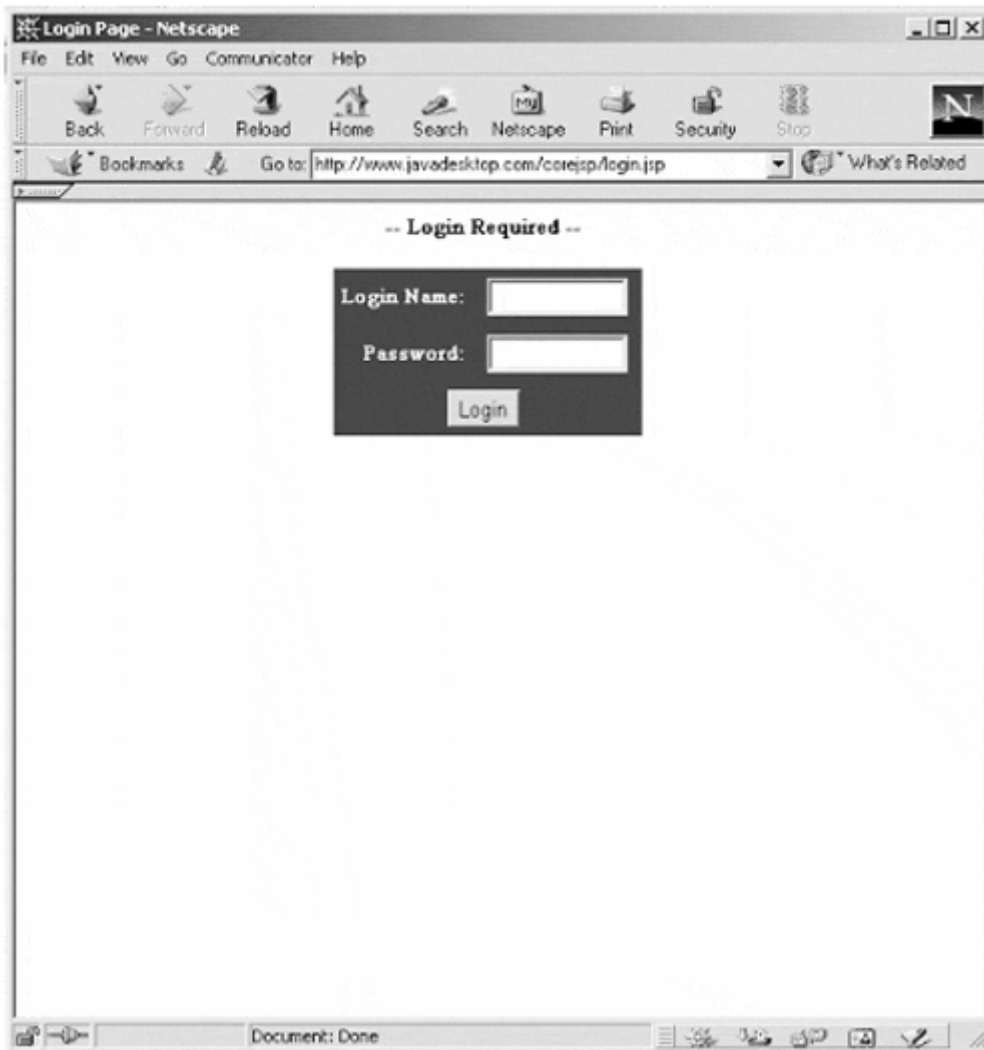 Login Page - Netscape
File Edit View Go Communicator Help
Back Forward Reload Home Search Netscape Print Security Stop
My
N
Bookmarks Go to: http://www.javadesktop.com/corejsp/login.jsp What's Related
-- Login Required --
Login Name:
Password:
Login
Document: Done